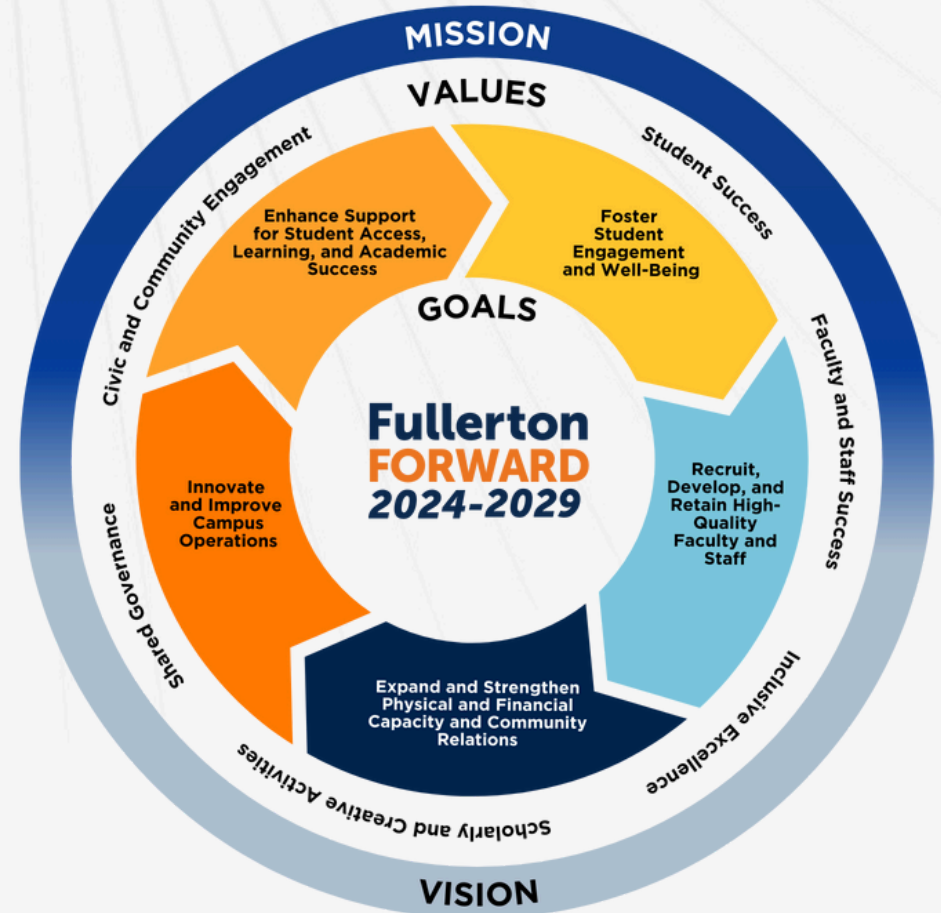 MISSION
VALUES
Student Success
Faculty and Staff Success
Inclusive Excellence
Scholarly and Creative Activities
Shared Governance
Civic and Community Engagement
Enhance Support
for Student Access,
Learning, and Academic
Success
Foster
Student
Engagement
and Well-Being
Recruit,
Develop, and
Retain High-
Quality
Faculty and
Staff
Expand and Strengthen
Physical and Financial
Capacity and Community
Relations
Innovate
and Improve
Campus
Operations
GOALS
Fullerton
FORWARD
2024-2029
VISION